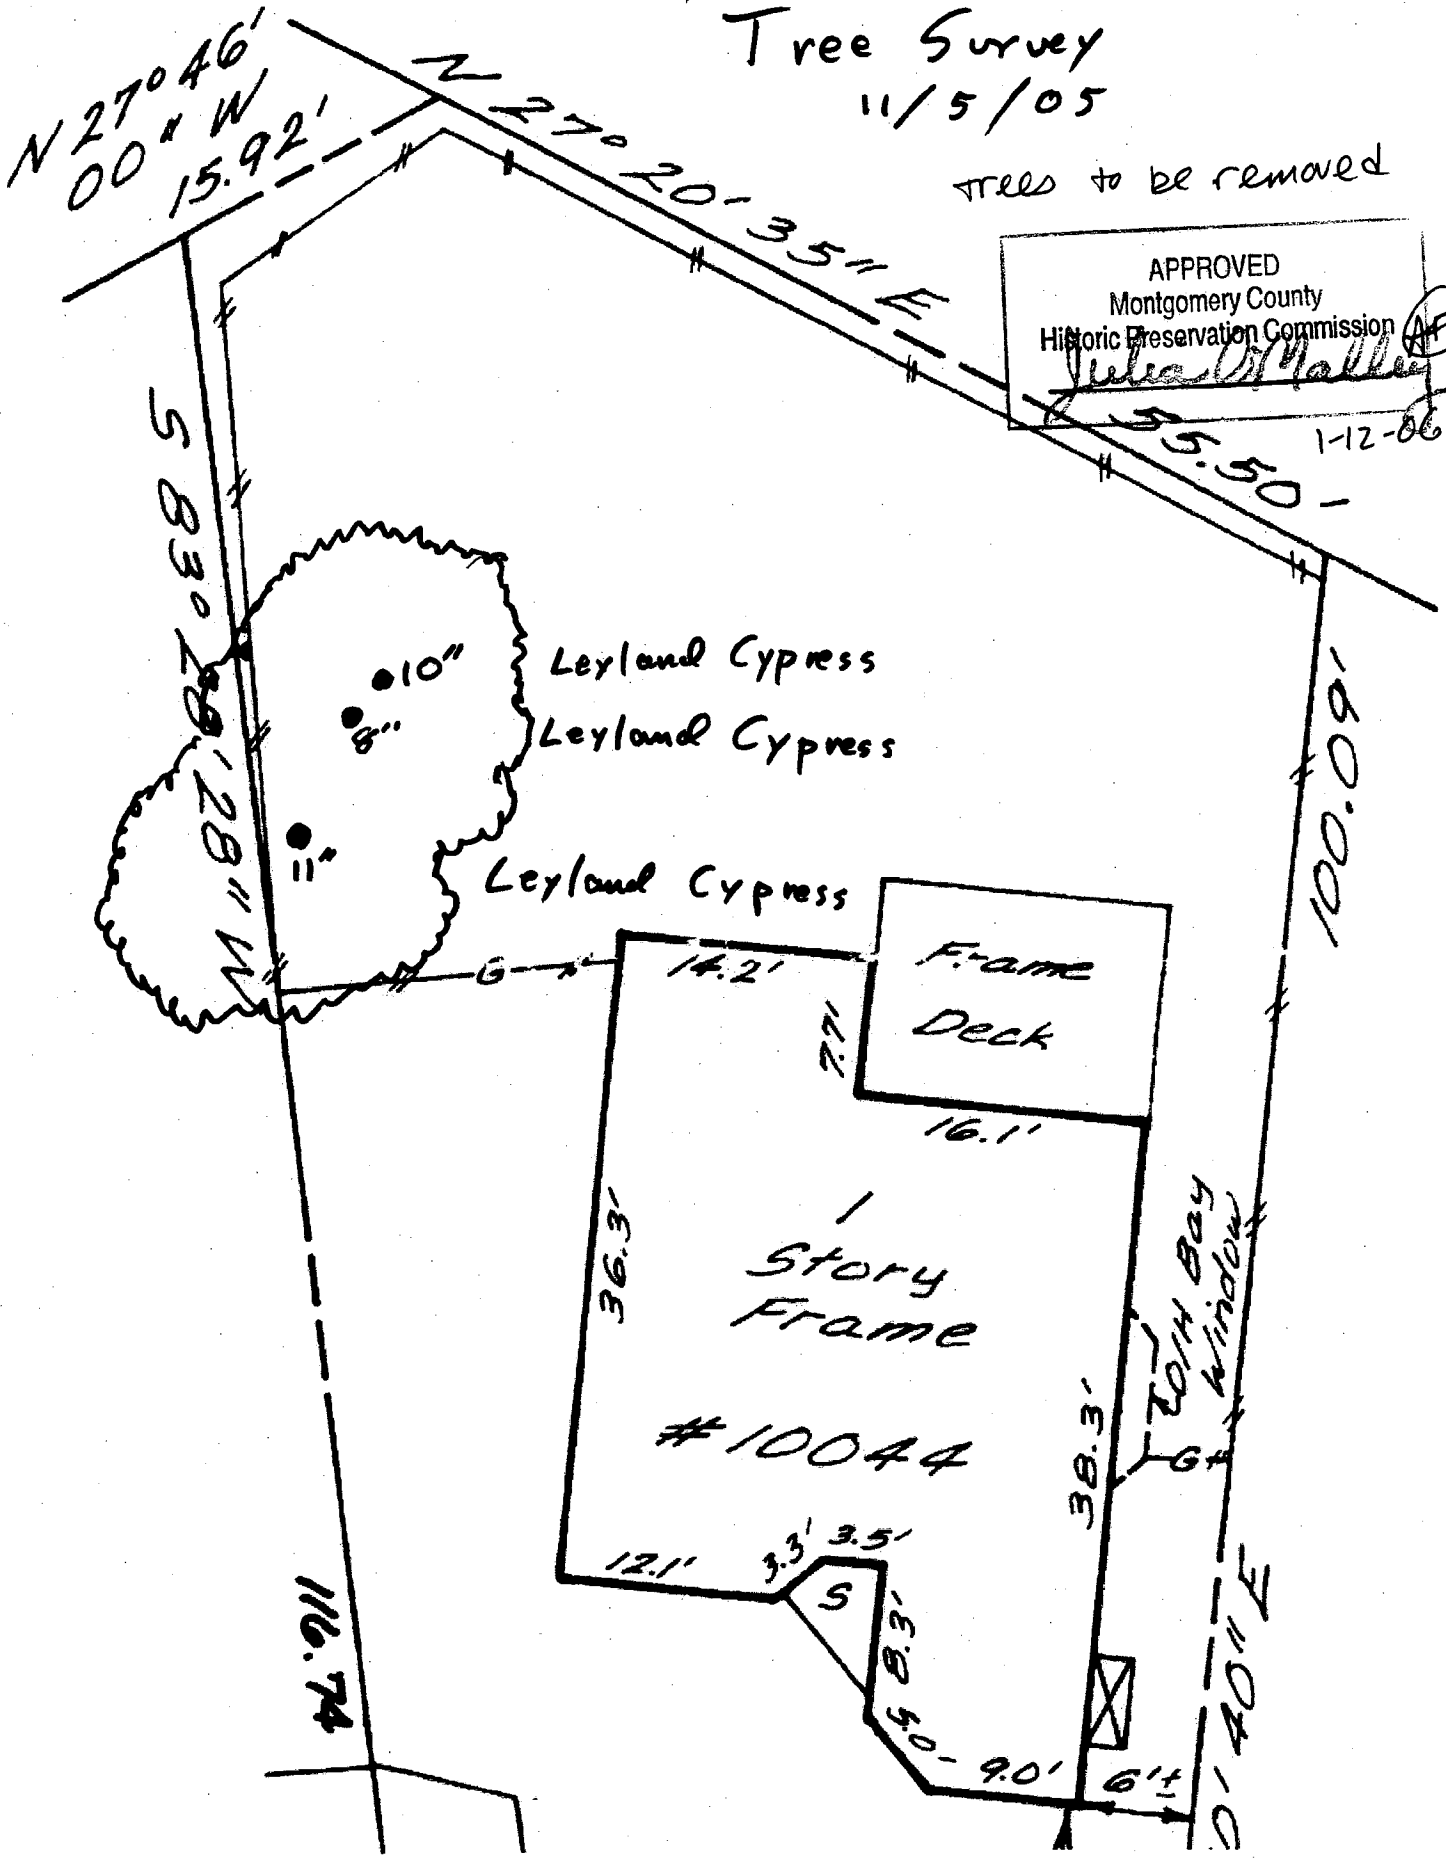 Tree Survey
11/5/05
trees to be removed
APPROVED
Montgomery County
Historic Preservation Commission
Julia O'Malley
1-12-06
N 27° 46'
00" W
15.92'
N 27° 20' 35" E
55.50'
S 83° 28' 28" W
116.74
100.09'
10"
Leyland Cypress
8"
Leyland Cypress
11"
Leyland Cypress
G
14.2'
Frame
Deck
7.7'
16.1'
36.3'
1
Story
Frame
#10044
38.3'
Bay
Window
G
12.1'
3.3'
3.5'
S
8.3'
5.0'
9.0'
6'±
0' 40" E